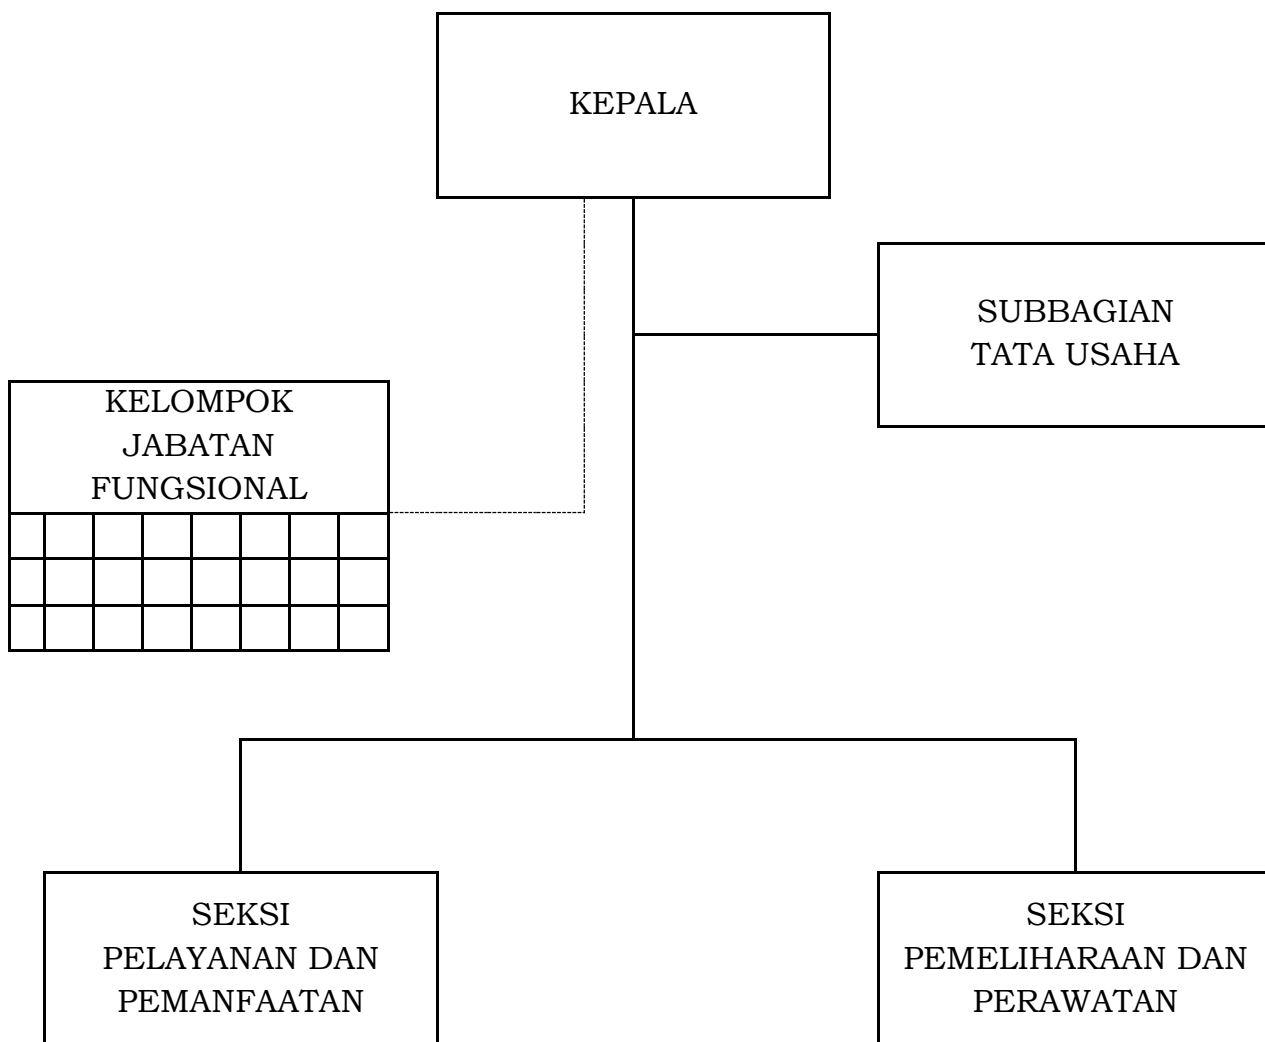 KEPALA
SUBBAGIAN
TATA USAHA
KELOMPOK
JABATAN
FUNGSIONAL
SEKSI
PELAYANAN DAN
PEMANFAATAN
SEKSI
PEMELIHARAAN DAN
PERAWATAN